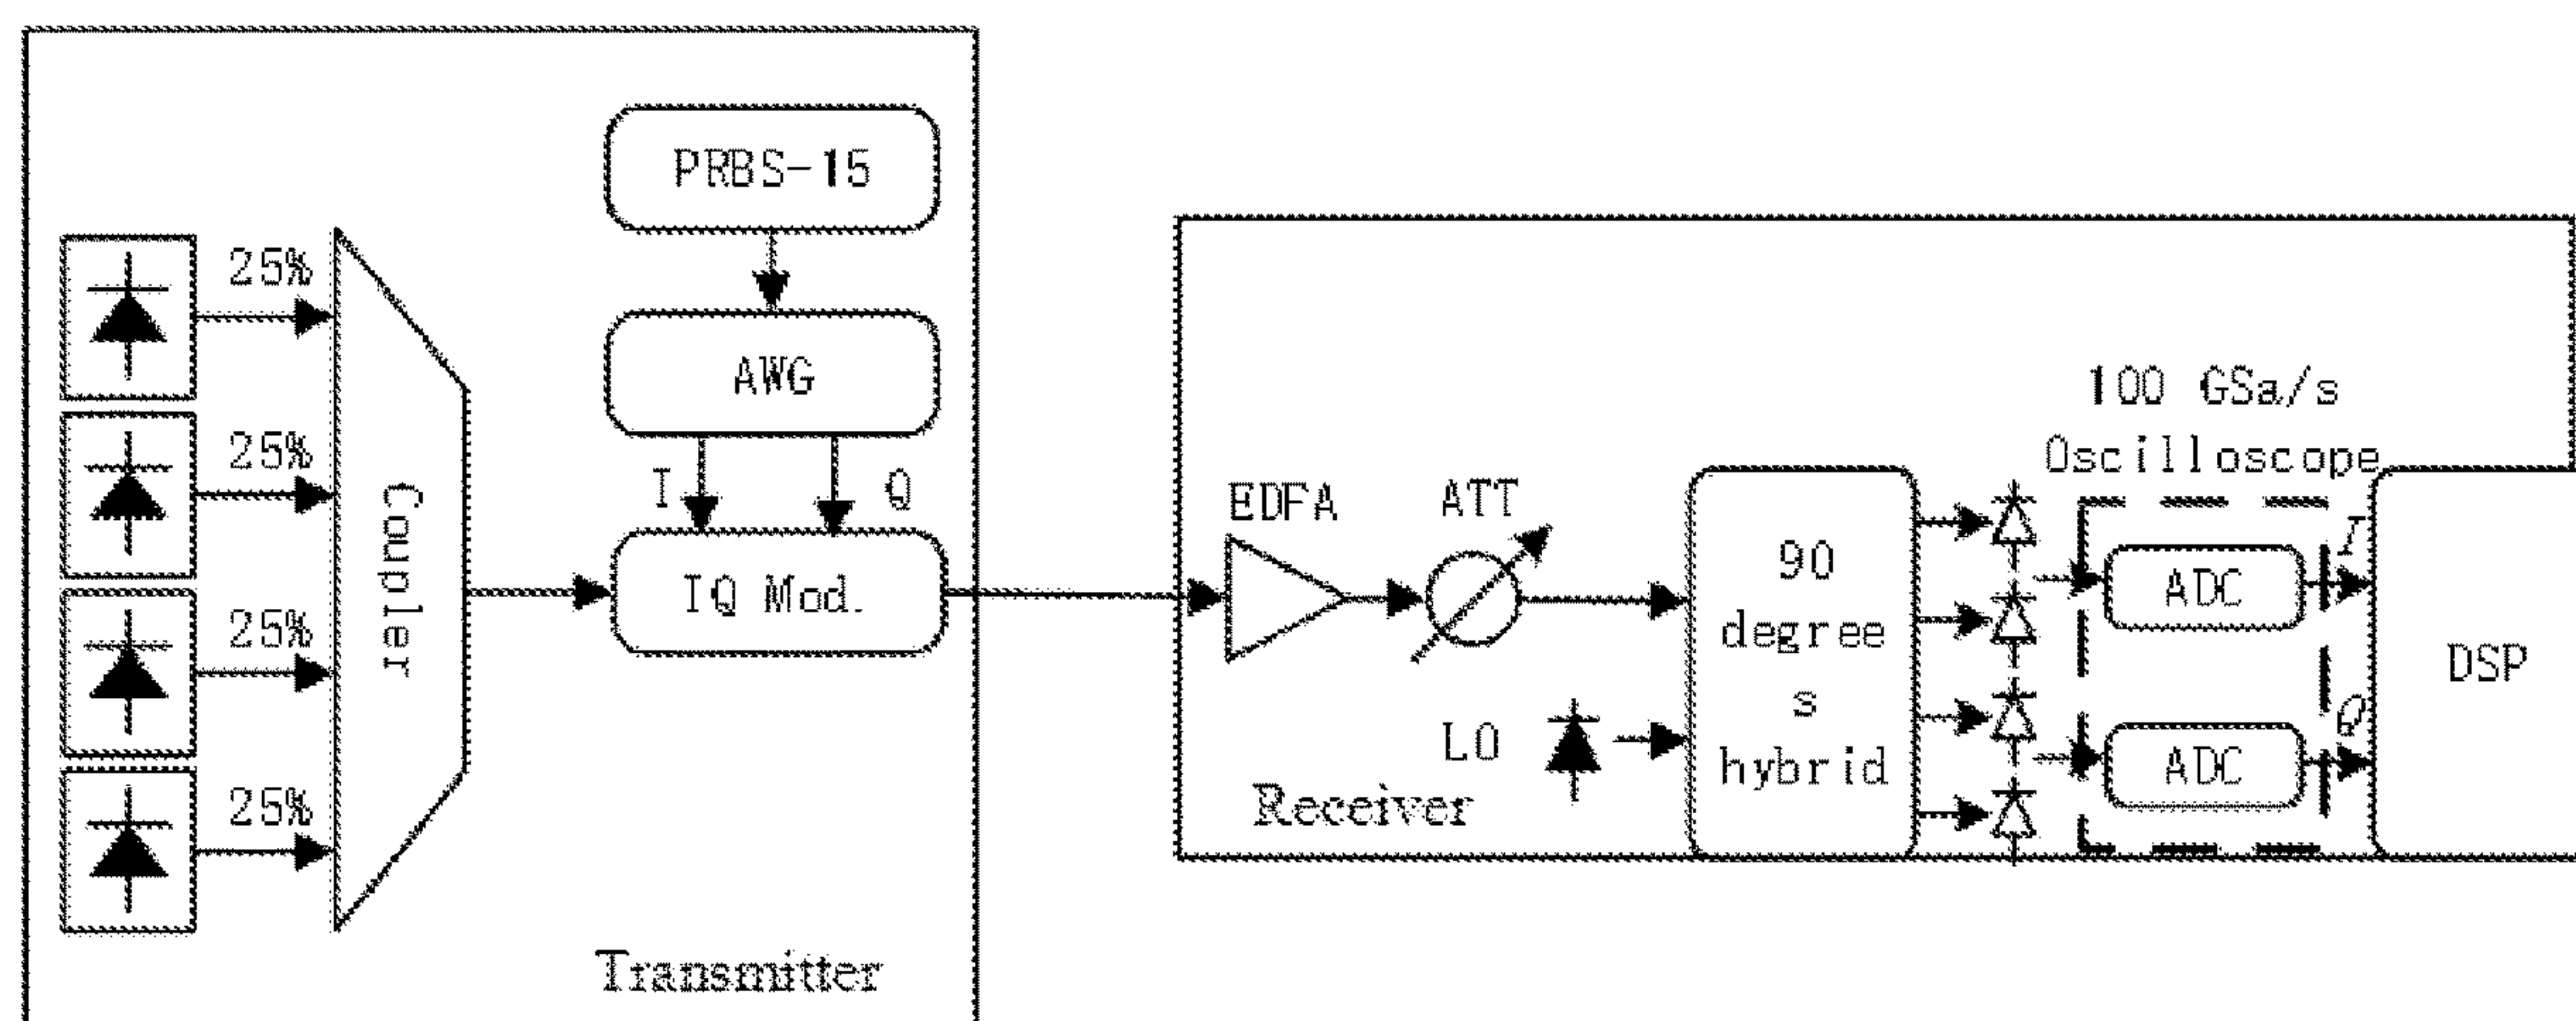 PRBS-15
25%
AWG
100 GSa/s
Oscilloscope
25%
I
Q
Coupler
EDFA
ATT
I
IQ Mod.
90
degree
s
hybrid
ADC
25%
DSP
LO
Q
ADC
25%
Receiver
Transmitter